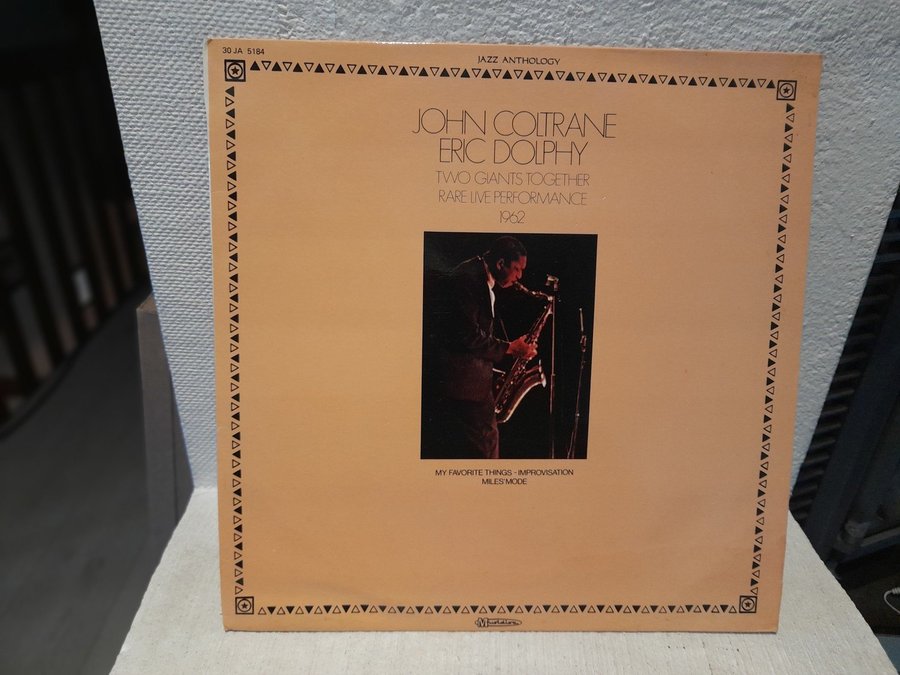 30 JA 5184
JAZZ ANTHOLOGY
JOHN COLTRANE
ERIC DOLPHY
TWO GIANTS TOGETHER
RARE LIVE PERFORMANCE
1962
MY FAVORITE THINGS - IMPROVISATION
MILES' MODE
Musidisc